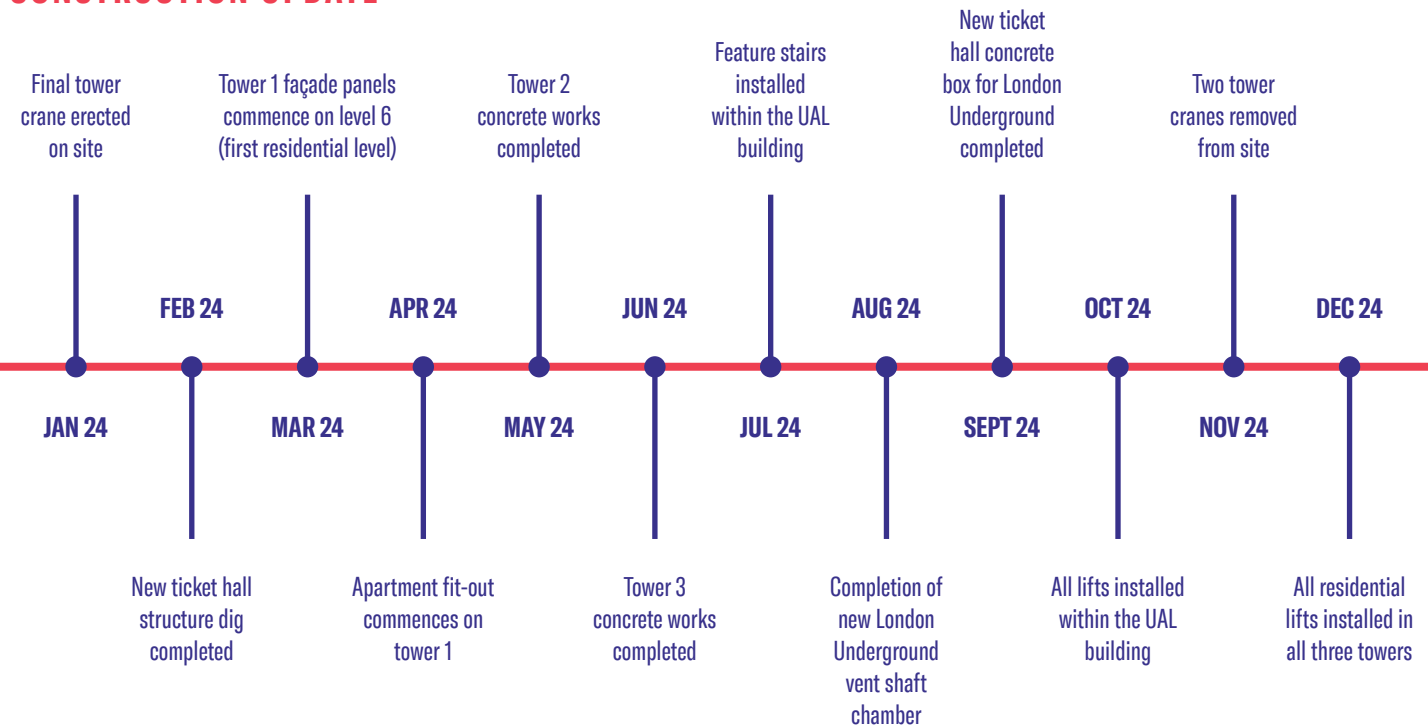 CONSTRUCTION UPDATE
Final tower
crane erected
on site
Tower 1 façade panels
commence on level 6
(first residential level)
Tower 2
concrete works
completed
Feature stairs
installed
within the UAL
building
New ticket
hall concrete
box for London
Underground
completed
Two tower
cranes removed
from site
FEB 24
APR 24
JUN 24
AUG 24
OCT 24
DEC 24
JAN 24
MAR 24
MAY 24
JUL 24
SEPT 24
NOV 24
New ticket hall
structure dig
completed
Apartment fit-out
commences on
tower 1
Tower 3
concrete works
completed
Completion of
new London
Underground
vent shaft
chamber
All lifts installed
within the UAL
building
All residential
lifts installed in
all three towers